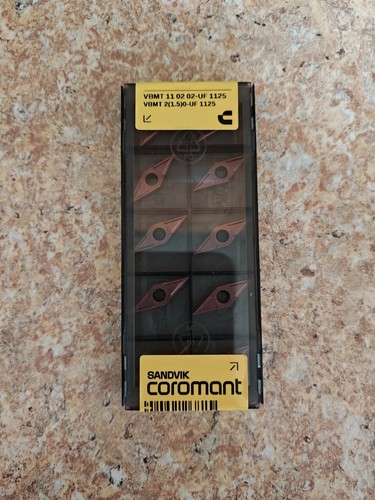 VBMT 11 02 02-UF 1125
VBMT 2(1.5)0-UF 1125
SANDVIK
coromant